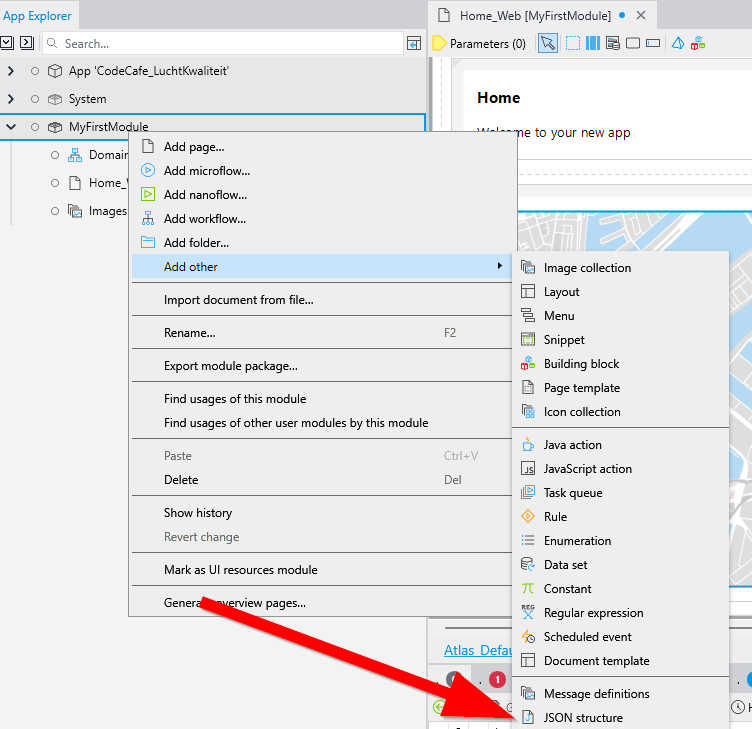 App Explorer
Search...
App 'CodeCafe_LuchtKwaliteit'
System
MyFirstModule
Domain
Home_W
Images
Add page...
Add microflow...
Add nanoflow...
Add workflow...
Add folder...
Add other
Import document from file...
Rename... F2
Export module package...
Find usages of this module
Find usages of other user modules by this module
Paste Ctrl+V
Delete Del
Show history
Revert change
Mark as UI resources module
overview pages...
Home_Web [MyFirstModule]
Parameters (0)
Home
Welcome to your new app
Image collection
Layout
Menu
Snippet
Building block
Page template
Icon collection
Java action
JS JavaScript action
Task queue
Rule
Enumeration
Data set
Constant
REG Regular expression
Scheduled event
Document template
Message definitions
JSON structure
Atlas_Defau
1